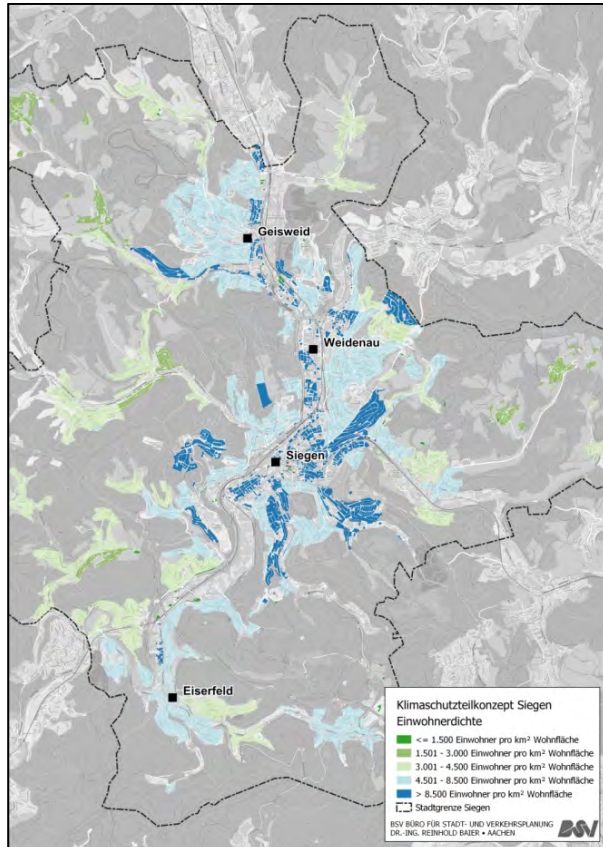 Geisweid
Weidenau
Siegen
Eiserfeld
Klimaschutzteilkonzept Siegen
Einwohnerdichte
<= 1.500 Einwohner pro km² Wohnfläche
1.501 - 3.000 Einwohner pro km² Wohnfläche
3.001 - 4.500 Einwohner pro km² Wohnfläche
4.501 - 8.500 Einwohner pro km² Wohnfläche
> 8.500 Einwohner pro km² Wohnfläche
Stadtgrenze Siegen
BSV BÜRO FÜR STADT- UND VERKEHRSPLANUNG
DR.-ING. REINHOLD BAIER • AACHEN
BSV